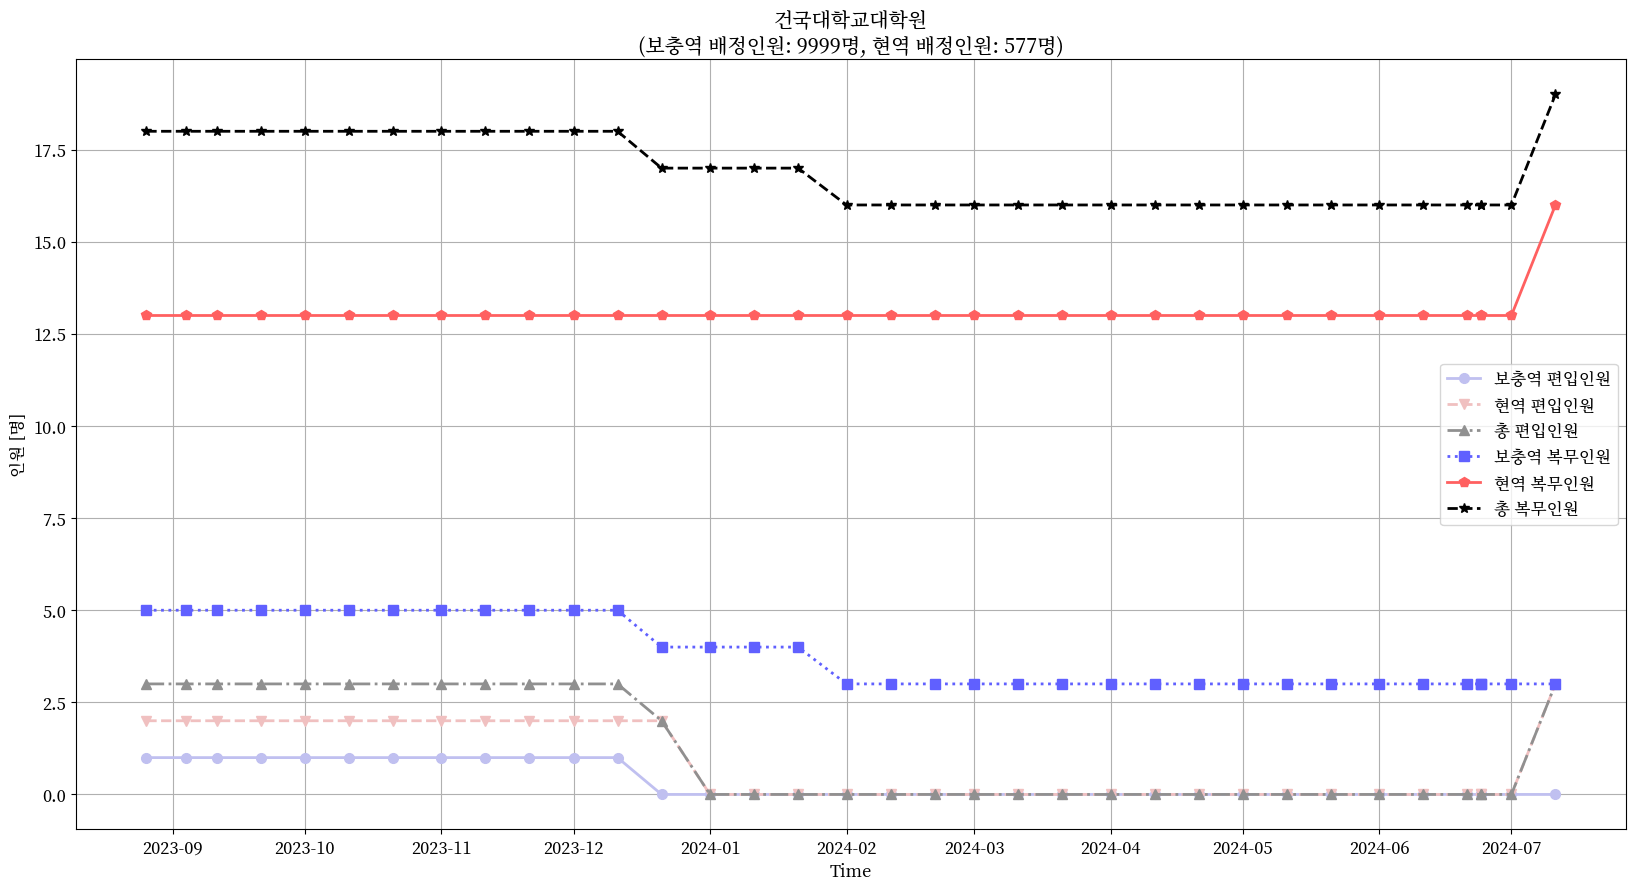 건국대학교대학원
(보충역 배정인원: 9999명, 현역 배정인원: 577명)
17.5
15.0
12.5
10.0
7.5
5.0
2.5
0.0
인원 [명]
보충역 편입인원
현역 편입인원
총 편입인원
보충역 복무인원
현역 복무인원
총 복무인원
2023-09 2023-10 2023-11 2023-12 2024-01 2024-02 2024-03 2024-04 2024-05 2024-06 2024-07
Time